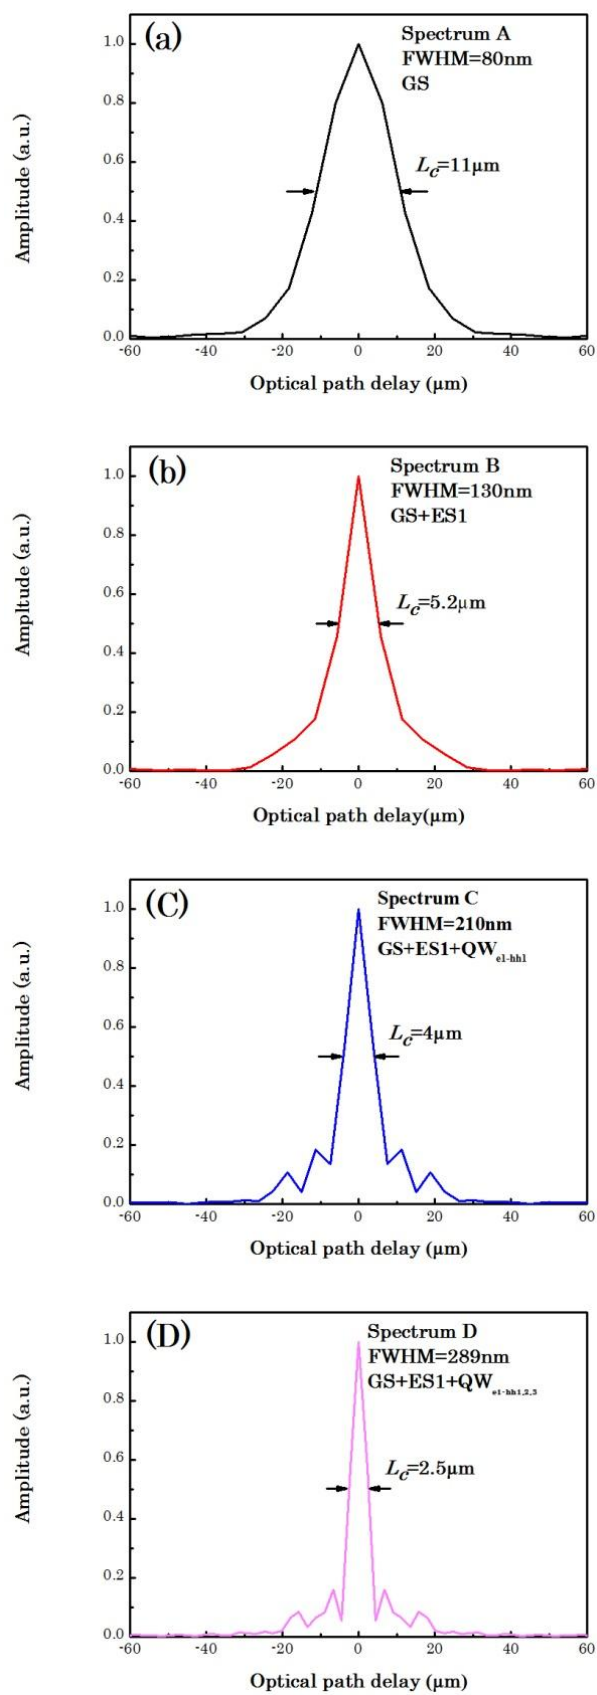 (a)
Spectrum A
FWHM=80nm
GS
Lc=11µm
1.0
0.8
0.6
0.4
0.2
0.0
-60 -40 -20 0 20 40 60
Amplitude (a.u.)
Optical path delay (µm)
(b)
Spectrum B
FWHM=130nm
GS+ES1
Lc=5.2µm
1.0
0.8
0.6
0.4
0.2
0.0
-60 -40 -20 0 20 40 60
Ampltude (a.u.)
Optical path delay(µm)
(C)
Spectrum C
FWHM=210nm
GS+ES1+QWe1-hh1
Lc=4µm
1.0
0.8
0.6
0.4
0.2
0.0
-60 -40 -20 0 20 40 60
Amplitude (a.u.)
Optical path delay (µm)
(D)
Spectrum D
FWHM=289nm
GS+ES1+QWe1-hh1,2,3
Lc=2.5µm
1.0
0.8
0.6
0.4
0.2
0.0
-60 -40 -20 0 20 40 60
Amplitude (a.u.)
Optical path delay (µm)